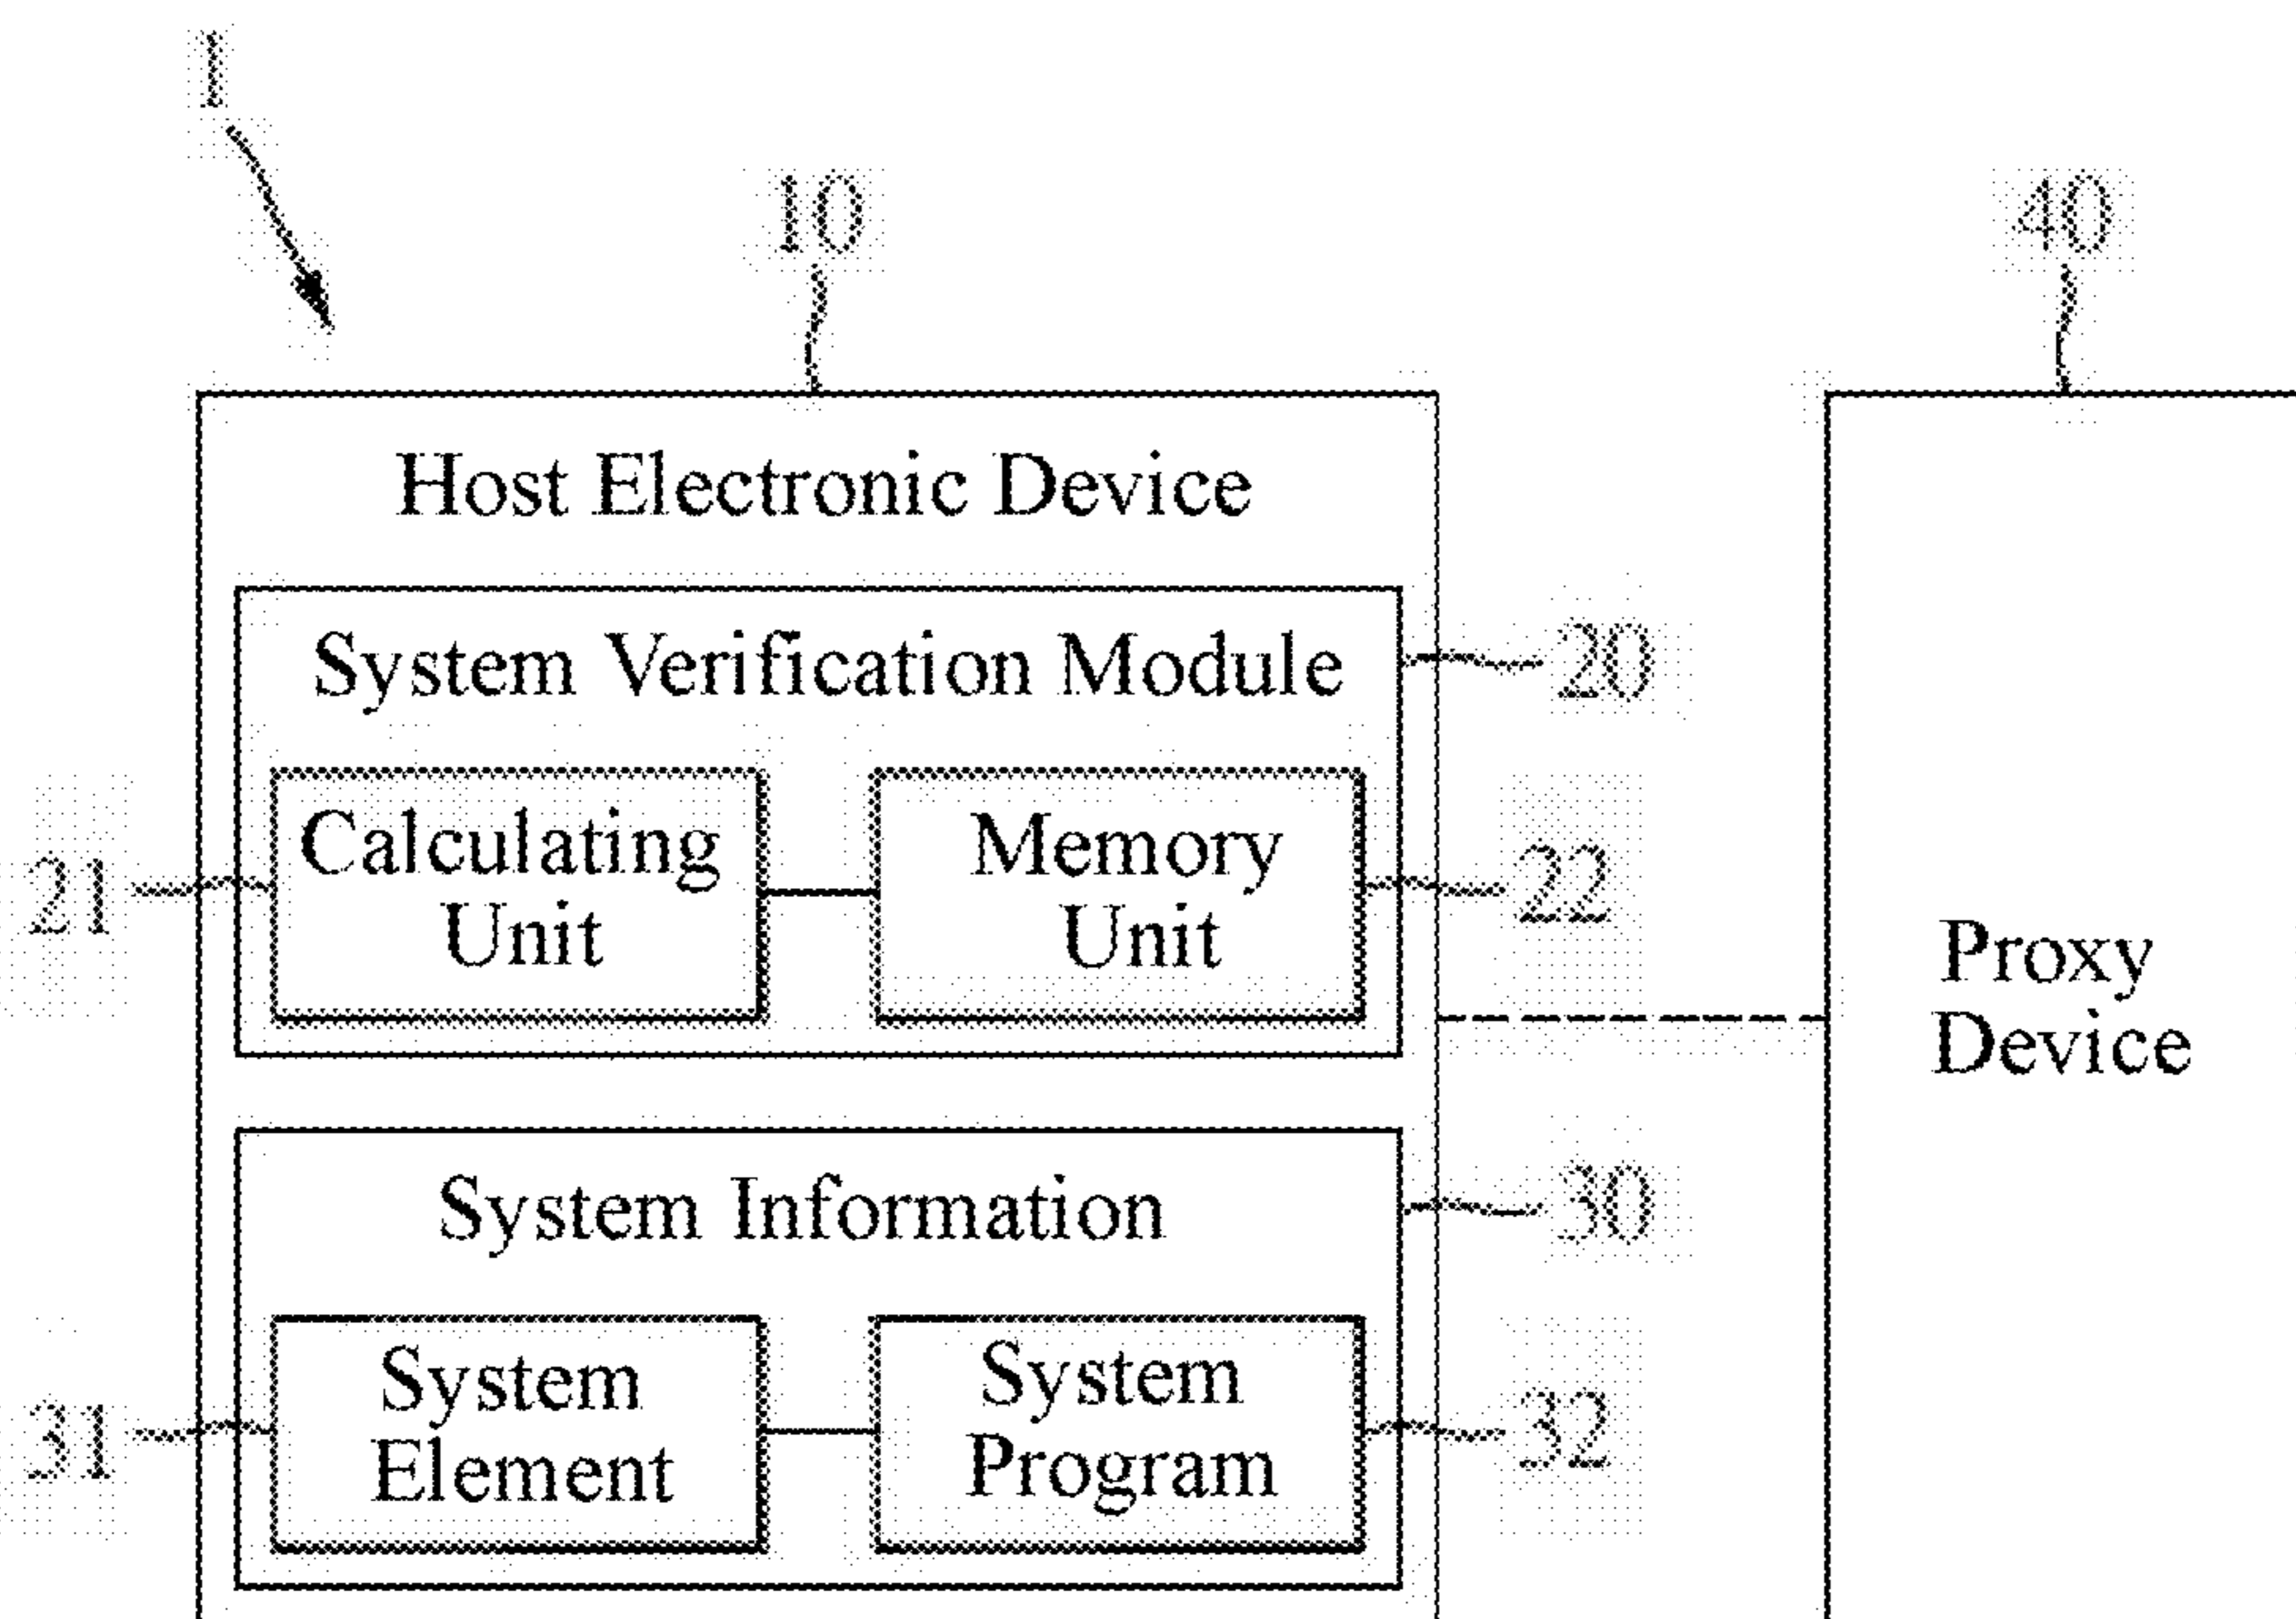 1
10
40
Host Electronic Device
System Verification Module
20
Calculating
Unit
Memory
Unit
21
22
Proxy
Device
System Information
30
System
Element
System
Program
31
32